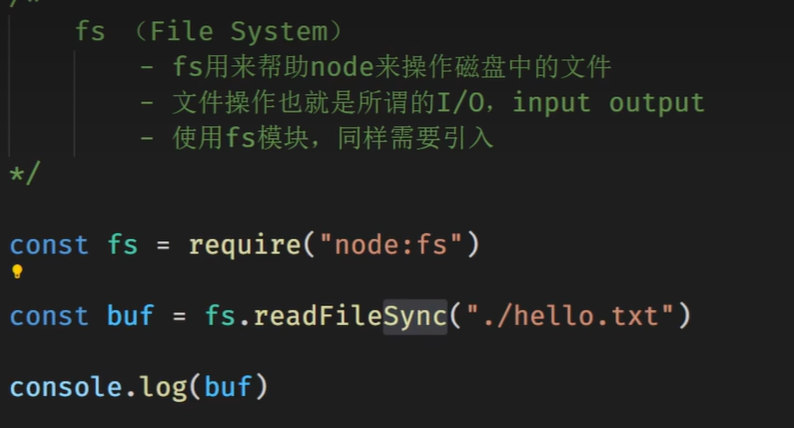 /*
fs （File System）
- fs用来帮助node来操作磁盘中的文件
- 文件操作也就是所谓的I/O，input output
- 使用fs模块，同样需要引入
*/
const fs = require("node:fs")
const buf = fs.readFileSync("./hello.txt")
console.log(buf)